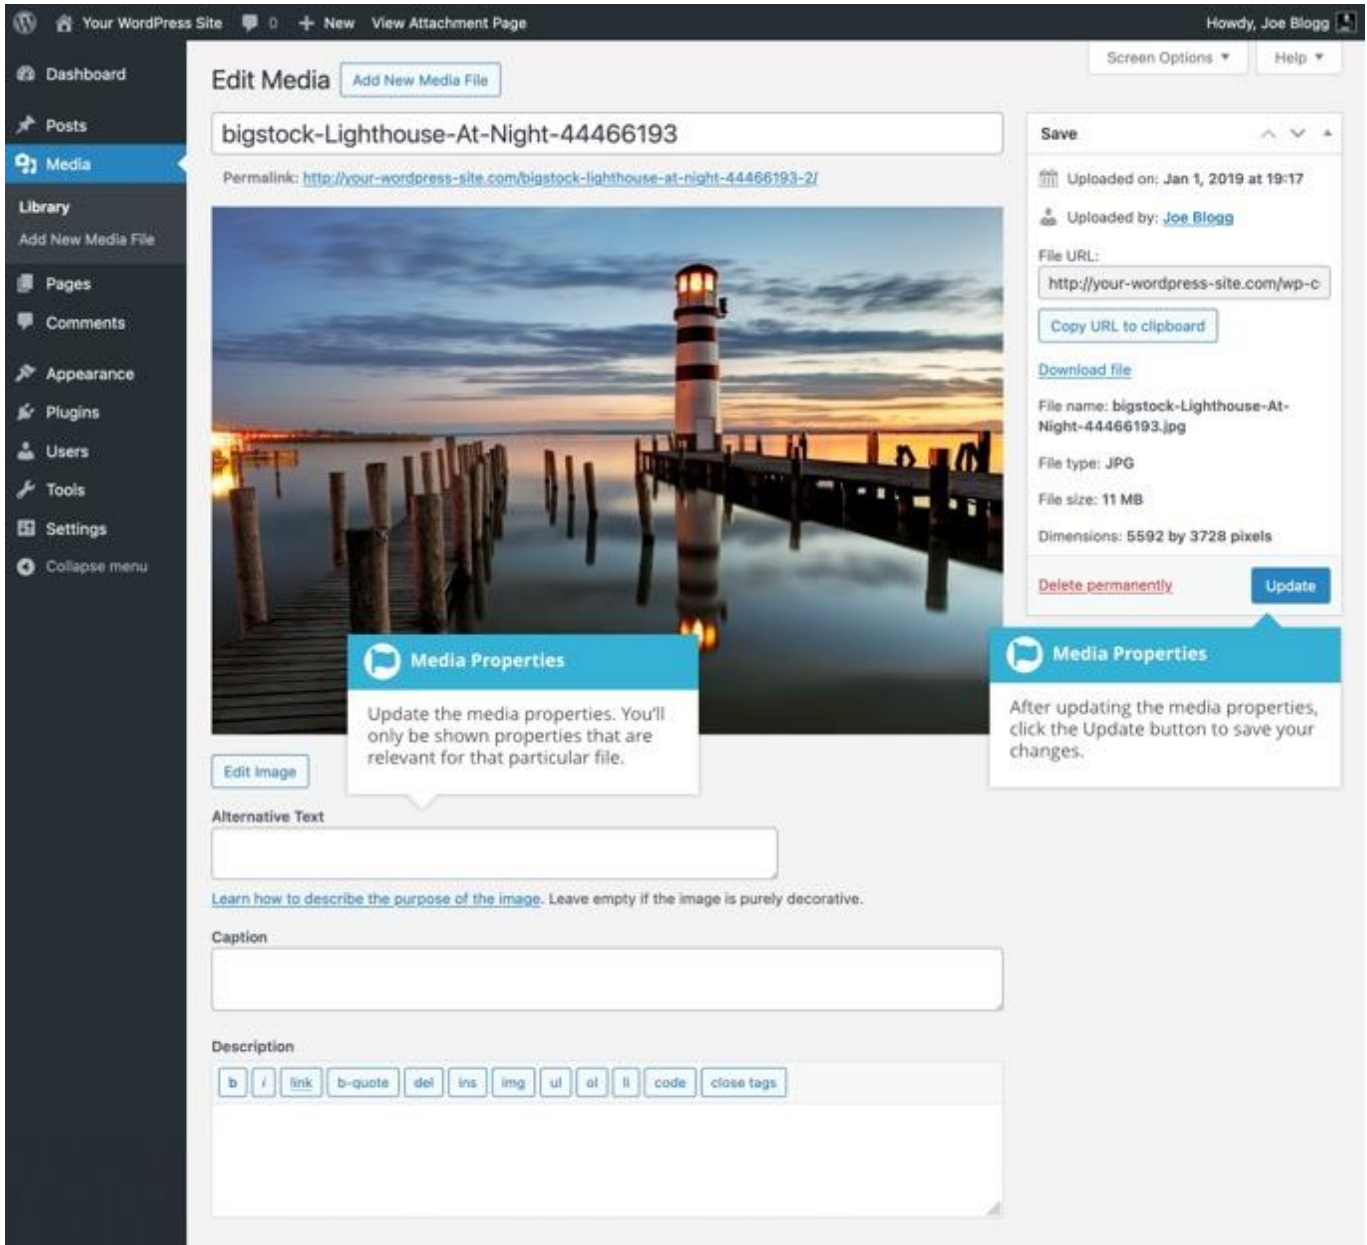 Your WordPress Site 0 + New View Attachment Page Howdy, Joe Blogg
Screen Options ▼ Help ▼
Dashboard
Posts
Media
Library
Add New Media File
Pages
Comments
Appearance
Plugins
Users
Tools
Settings
Collapse menu
Edit Media Add New Media File
bigstock-Lighthouse-At-Night-44466193
Permalink: http://your-wordpress-site.com/bigstock-lighthouse-at-night-44466193-2/
Save
Uploaded on: Jan 1, 2019 at 19:17
Uploaded by: Joe Blogg
File URL:
http://your-wordpress-site.com/wp-c
Copy URL to clipboard
Download file
File name: bigstock-Lighthouse-At-
Night-44466193.jpg
File type: JPG
File size: 11 MB
Dimensions: 5592 by 3728 pixels
Delete permanently Update
Media Properties
After updating the media properties,
click the Update button to save your
changes.
Media Properties
Update the media properties. You'll
only be shown properties that are
relevant for that particular file.
Edit Image
Alternative Text
Learn how to describe the purpose of the image. Leave empty if the image is purely decorative.
Caption
Description
b i link b-quote del ins img ul ol li code close tags